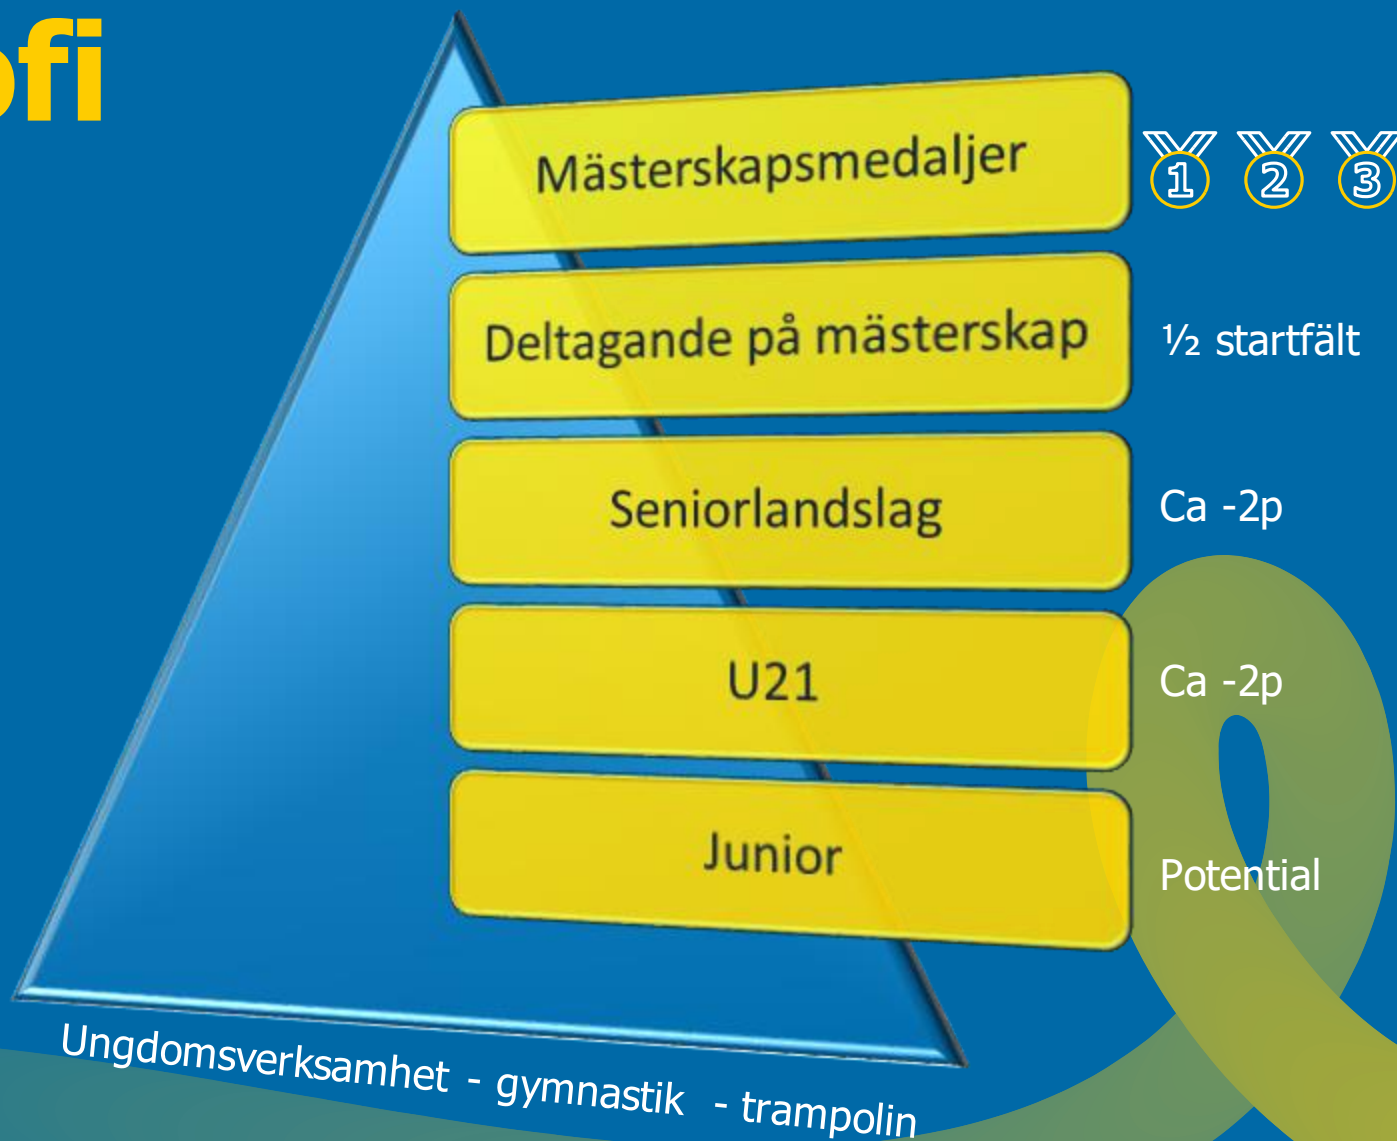 ofi
Mästerskapsmedaljer
1 2 3
Deltagande på mästerskap
½ startfält
Seniorlandslag
Ca -2p
U21
Ca -2p
Junior
Potential
Ungdomsverksamhet - gymnastik - trampolin